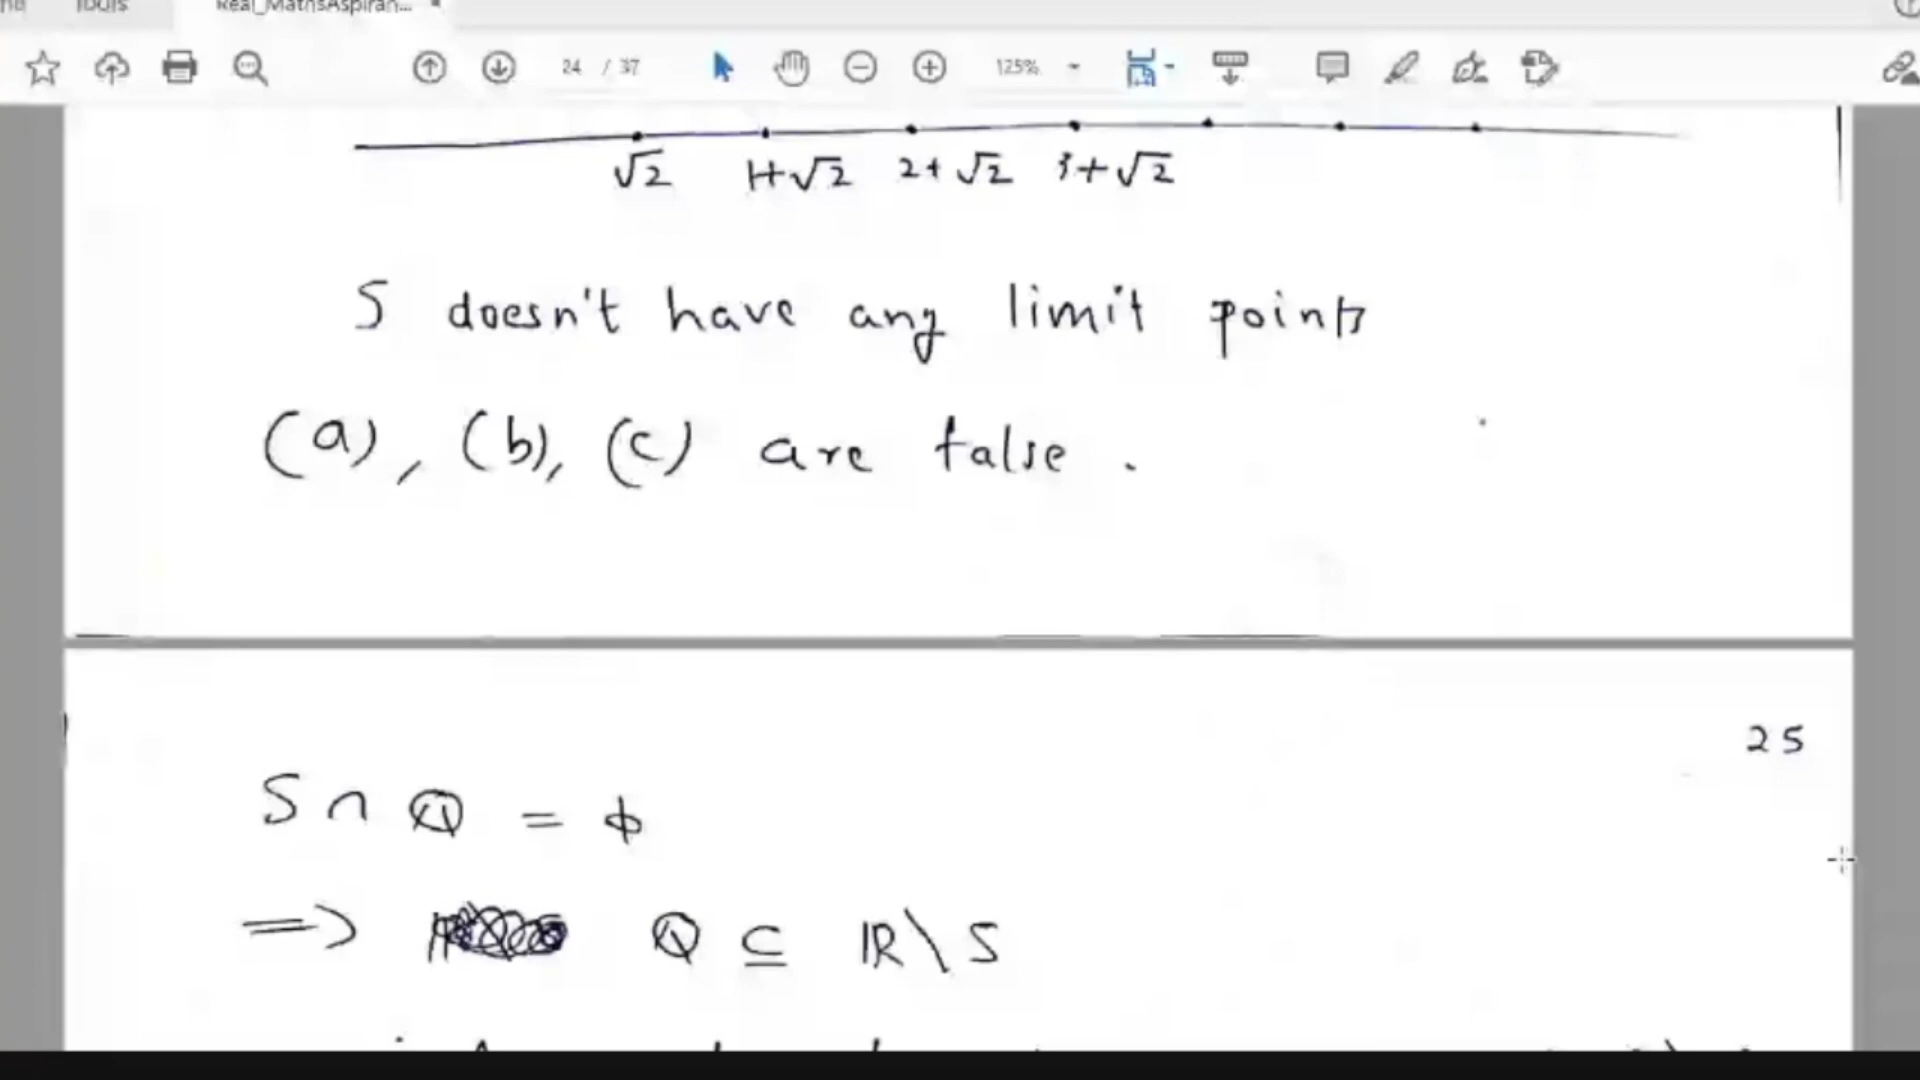 Tools Real_MathsAspiran...
24 / 37 125%
√2 1+√2 2+√2 3+√2
S doesn't have any limit points
(a), (b), (c) are false.
25
S ∩ ℚ = ϕ
=> ℚ ⊆ ℝ\S